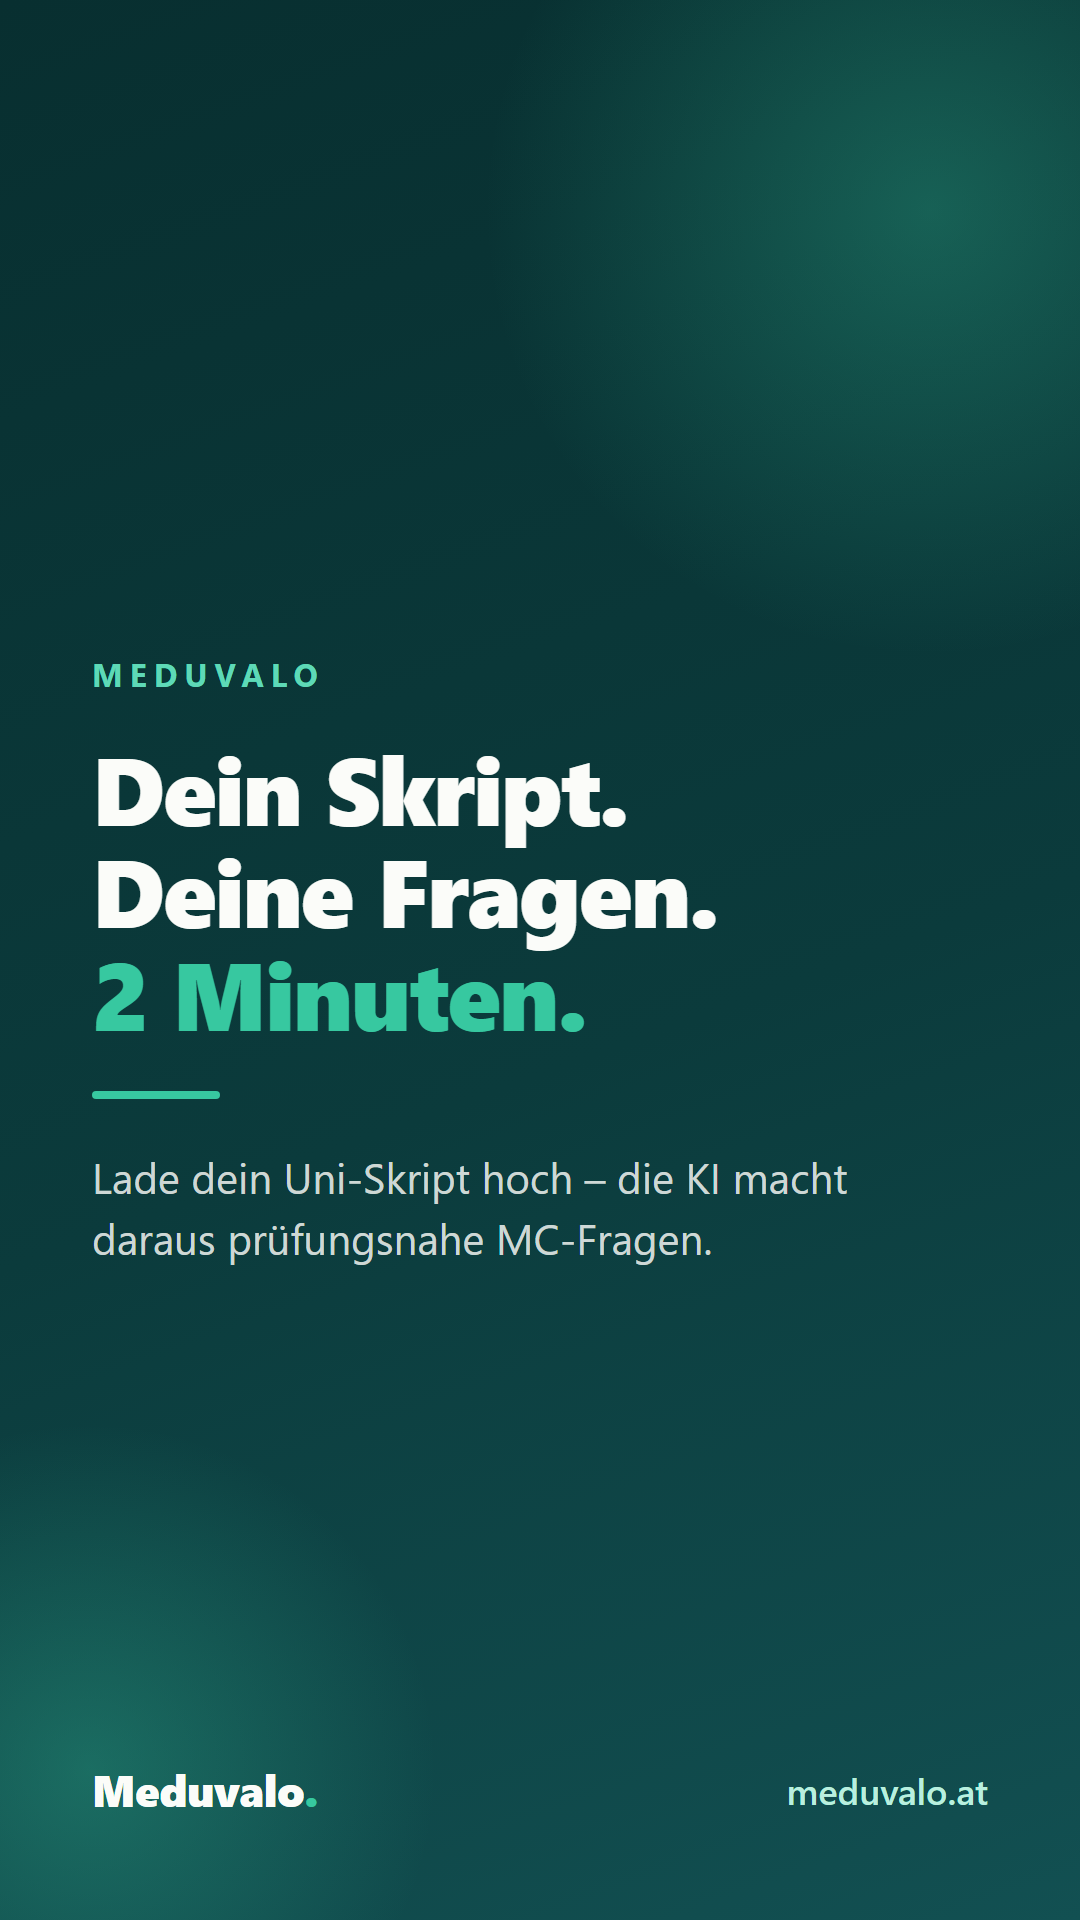 MEDUVALO
Dein Skript.
Deine Fragen.
2 Minuten.
Lade dein Uni-Skript hoch – die KI macht
daraus prüfungsnahe MC-Fragen.
Meduvalo.
meduvalo.at